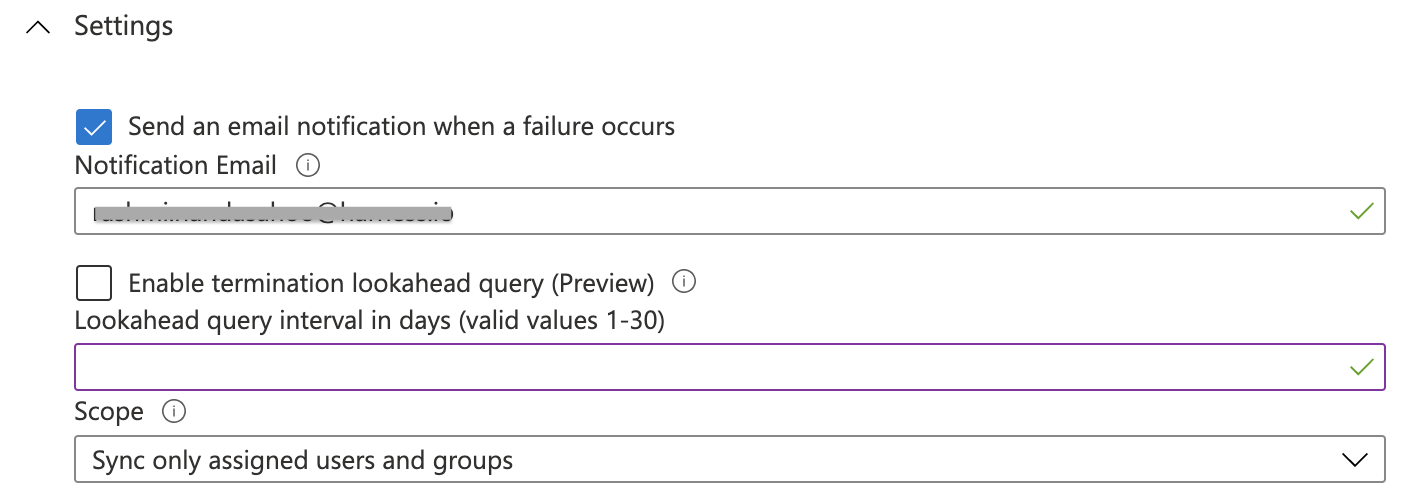 Settings
Send an email notification when a failure occurs
Notification Email
Enable termination lookahead query (Preview)
Lookahead query interval in days (valid values 1-30)
Scope
Sync only assigned users and groups